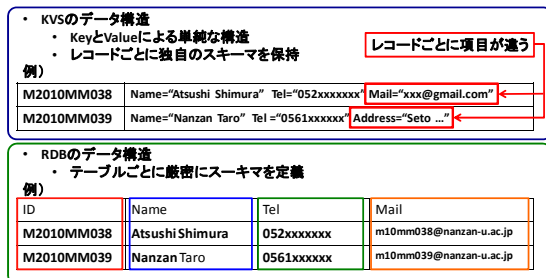 • KVSのデータ構造
• KeyとValueによる単純な構造
• レコードごとに独自のスキーマを保持
レコードごとに項目が違う
例）
M2010MM038 Name=“Atsushi Shimura” Tel=“052xxxxxxx” Mail=“xxx@gmail.com”
M2010MM039 Name=“Nanzan Taro” Tel =“0561xxxxxx” Address=“Seto ...”
• RDBのデータ構造
• テーブルごとに厳密にスーキマを定義
例）
ID Name Tel Mail
M2010MM038 Atsushi Shimura 052xxxxxxx m10mm038@nanzan-u.ac.jp
M2010MM039 Nanzan Taro 0561xxxxxx m10mm039@nanzan-u.ac.jp